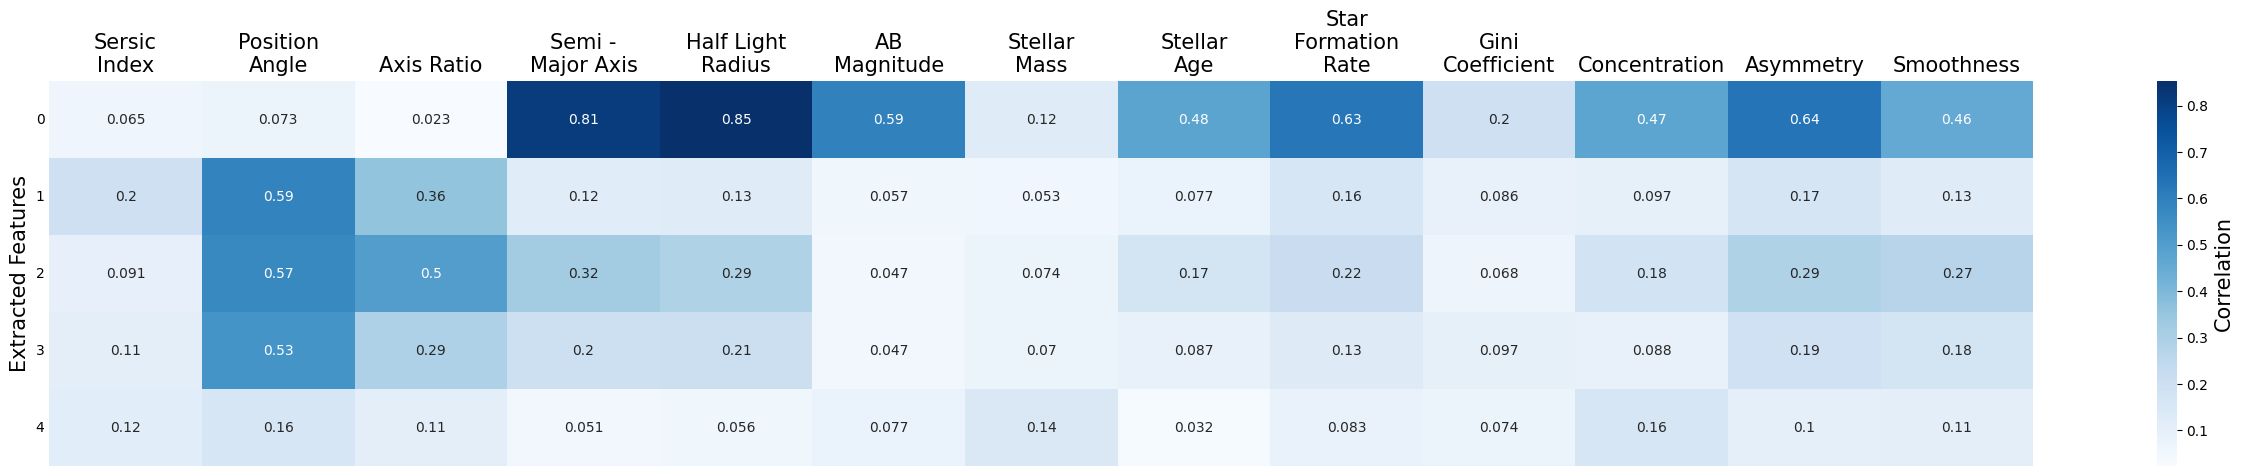 Star
Sersic Position Semi - Half Light AB Stellar Stellar Formation Gini
Index Angle Axis Ratio Major Axis Radius Magnitude Mass Age Rate Coefficient Concentration Asymmetry Smoothness
0 0.065 0.073 0.023 0.81 0.85 0.59 0.12 0.48 0.63 0.2 0.47 0.64 0.46
1 0.2 0.59 0.36 0.12 0.13 0.057 0.053 0.077 0.16 0.086 0.097 0.17 0.13
2 0.091 0.57 0.5 0.32 0.29 0.047 0.074 0.17 0.22 0.068 0.18 0.29 0.27
3 0.11 0.53 0.29 0.2 0.21 0.047 0.07 0.087 0.13 0.097 0.088 0.19 0.18
4 0.12 0.16 0.11 0.051 0.056 0.077 0.14 0.032 0.083 0.074 0.16 0.1 0.11
Extracted Features
0.8
0.7
0.6
0.5
0.4
0.3
0.2
0.1
Correlation